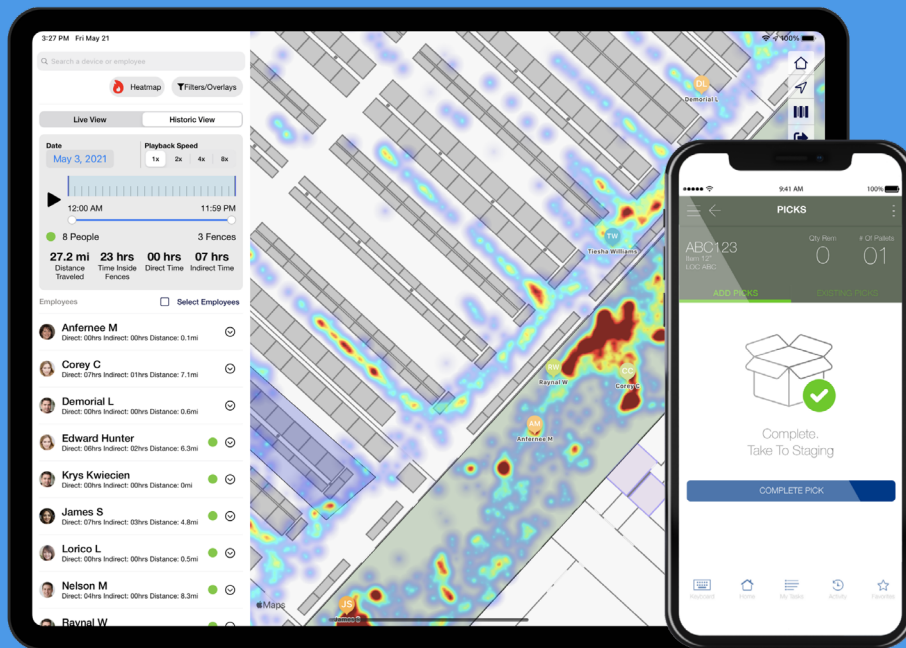 3:27 PM Fri May 21
100%
Search a device or employee
Heatmap
Filters/Overlays
Live View
Historic View
Date
Playback Speed
May 3, 2021
1x 2x 4x 8x
12:00 AM
11:59 PM
8 People
3 Fences
27.2 mi 23 hrs 00 hrs 07 hrs
Distance Traveled
Time Inside Fences
Direct Time
Indirect Time
Employees
Select Employees
Anfernee M
Direct: 00hrs Indirect: 00hrs Distance: 0.1mi
Corey C
Direct: 07hrs Indirect: 01hrs Distance: 7.1mi
Demorial L
Direct: 00hrs Indirect: 00hrs Distance: 0.6mi
Edward Hunter
Direct: 06hrs Indirect: 02hrs Distance: 6.3mi
Krys Kwiecien
Direct: 00hrs Indirect: 00hrs Distance: 0mi
James S
Direct: 07hrs Indirect: 03hrs Distance: 4.8mi
Lorico L
Direct: 00hrs Indirect: 00hrs Distance: 0.5mi
Nelson M
Direct: 04hrs Indirect: 00hrs Distance: 8.3mi
Raynal W
DL
Demorial L
TW
Tiesha Williams
RW
Raynal W
CC
Corey C
AM
Anfernee M
JS
James S
Maps
9:41 AM
100%
PICKS
ABC123
Item 12"
LOC ABC
Qty Rem
0
# Of Pallets
01
ADD PICKS
EXISTING PICKS
Complete.
Take To Staging
COMPLETE PICK
Keyboard
Home
My Tasks
Activity
Favorites